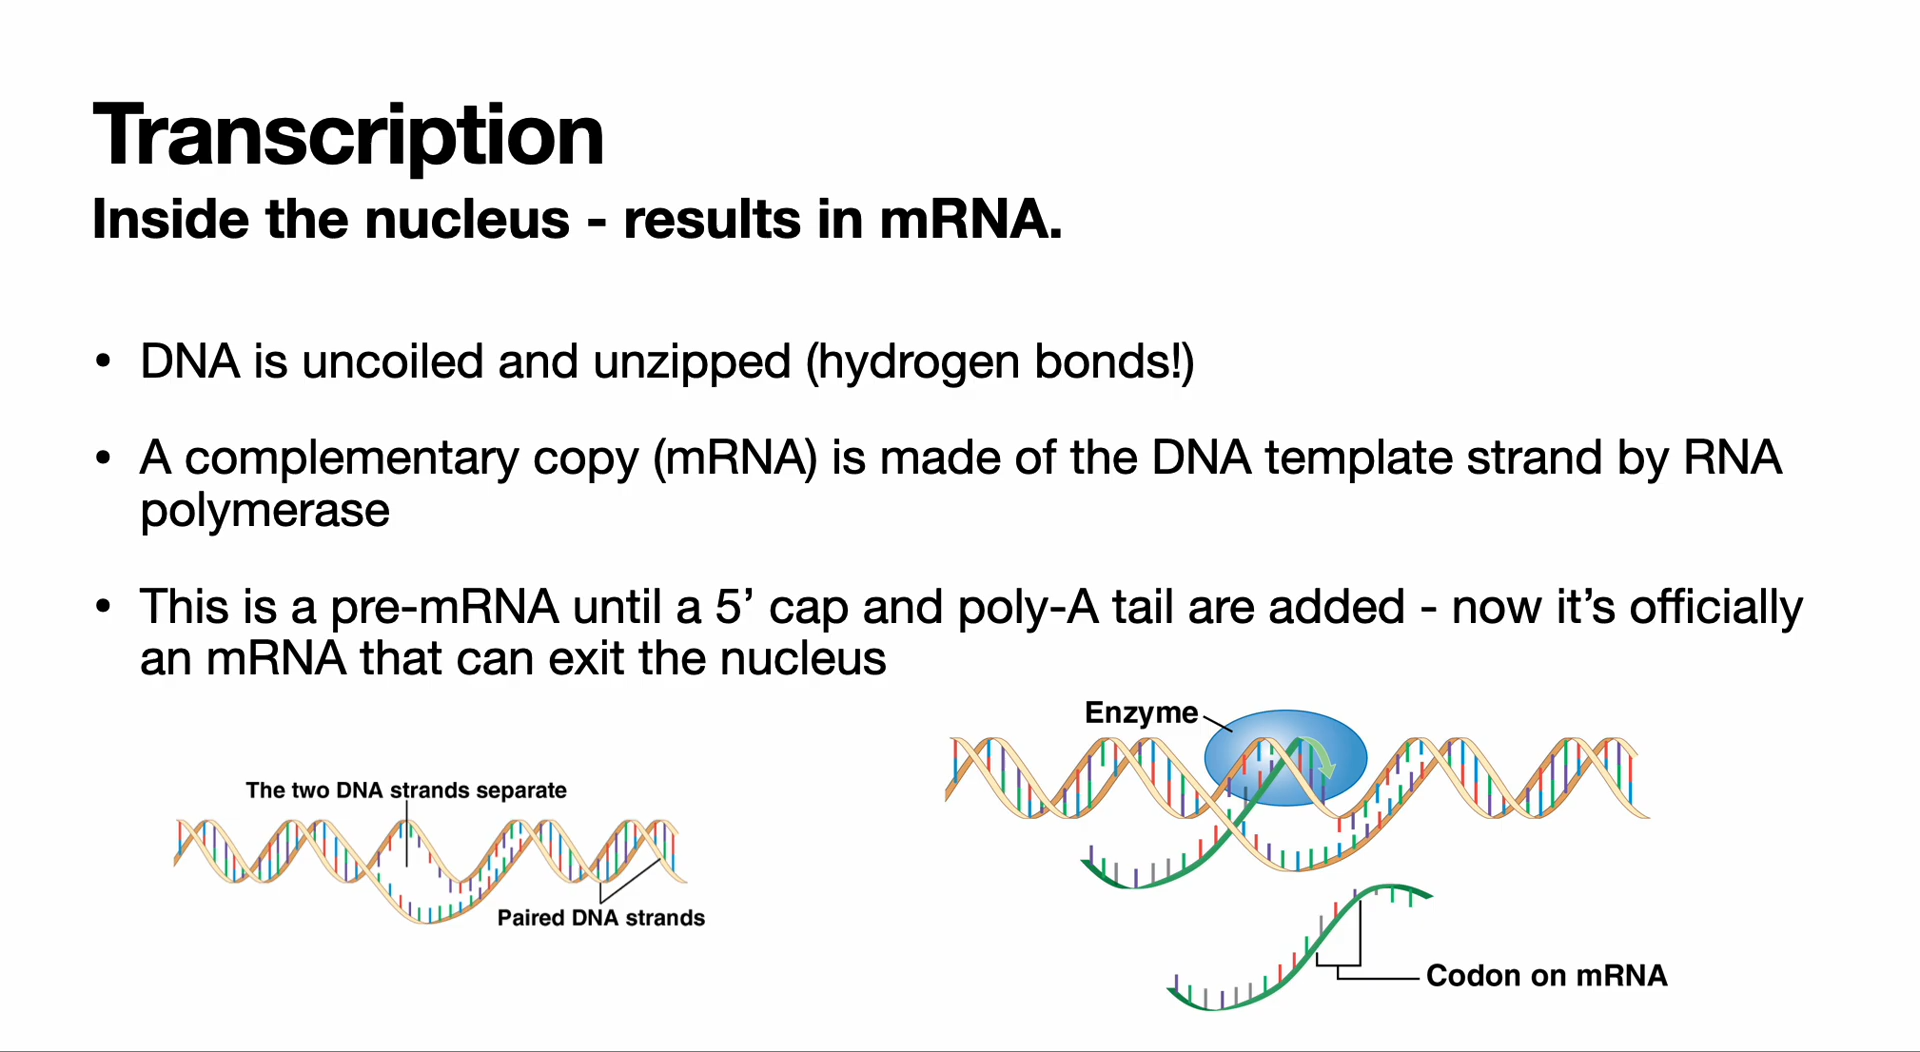 Transcription
Inside the nucleus - results in mRNA.
• DNA is uncoiled and unzipped (hydrogen bonds!)
• A complementary copy (mRNA) is made of the DNA template strand by RNA
polymerase
• This is a pre-mRNA until a 5’ cap and poly-A tail are added - now it’s officially
an mRNA that can exit the nucleus
The two DNA strands separate
Paired DNA strands
Enzyme
Codon on mRNA